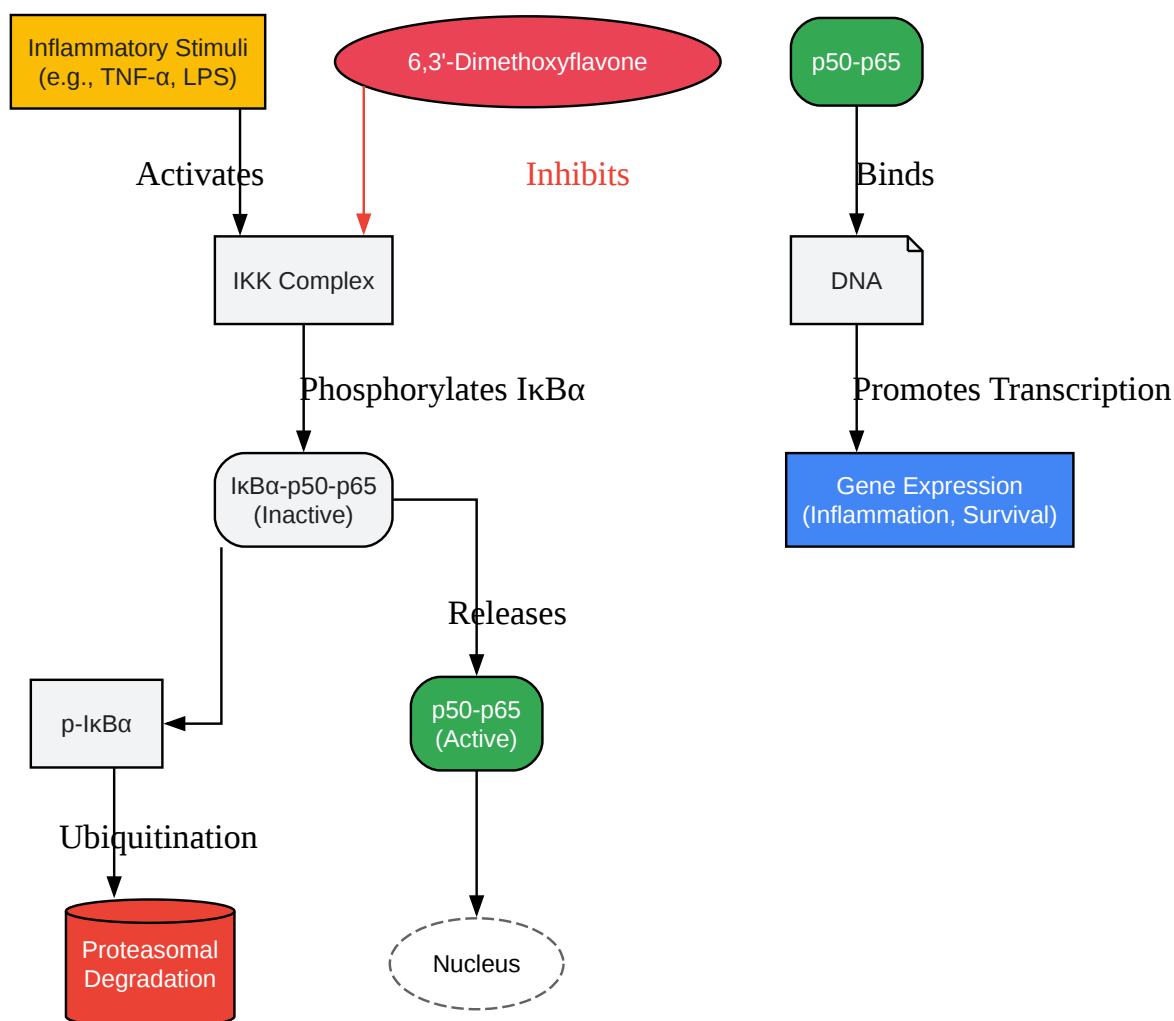 Inflammatory Stimuli
(e.g., TNF-α, LPS)
6,3'-Dimethoxyflavone
p50-p65
Activates
Inhibits
Binds
IKK Complex
DNA
Phosphorylates IκBα
Promotes Transcription
IκBα-p50-p65
(Inactive)
Gene Expression
(Inflammation, Survival)
Releases
p-IκBα
p50-p65
(Active)
Ubiquitination
Proteasomal
Degradation
Nucleus